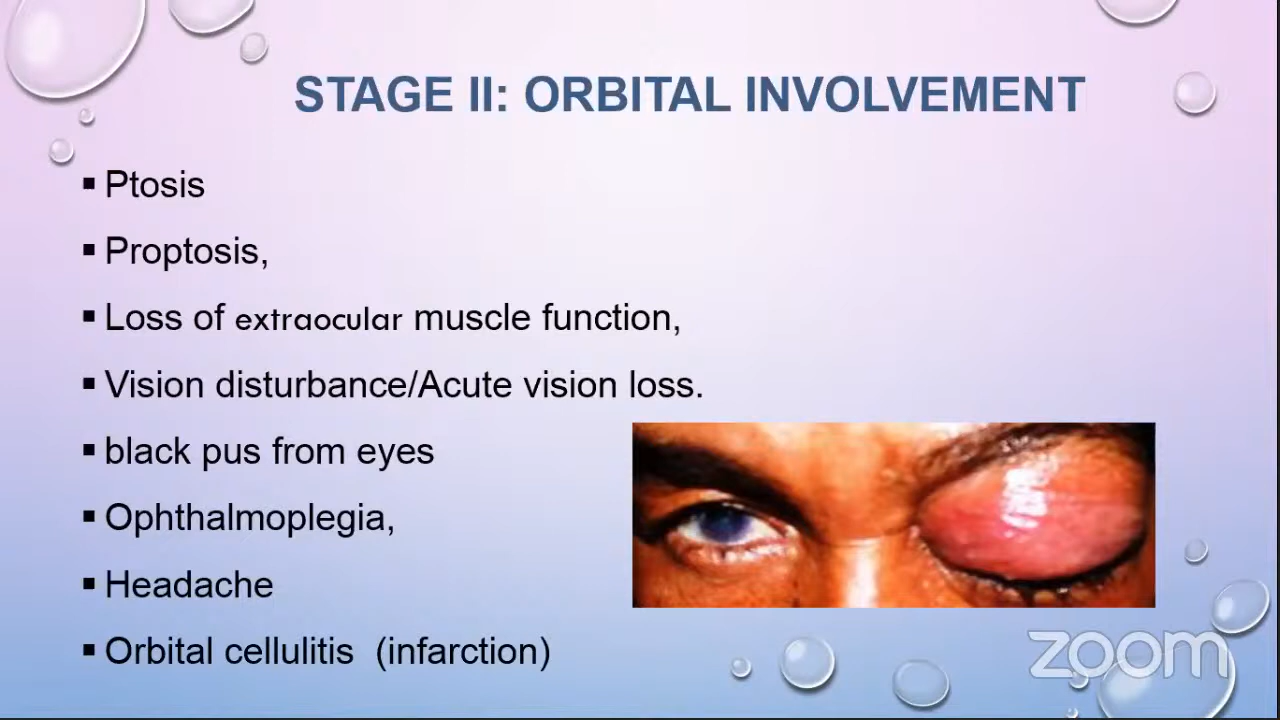 STAGE II: ORBITAL INVOLVEMENT
▪ Ptosis
▪ Proptosis,
▪ Loss of extraocular muscle function,
▪ Vision disturbance/Acute vision loss.
▪ black pus from eyes
▪ Ophthalmoplegia,
▪ Headache
▪ Orbital cellulitis (infarction)
zoom